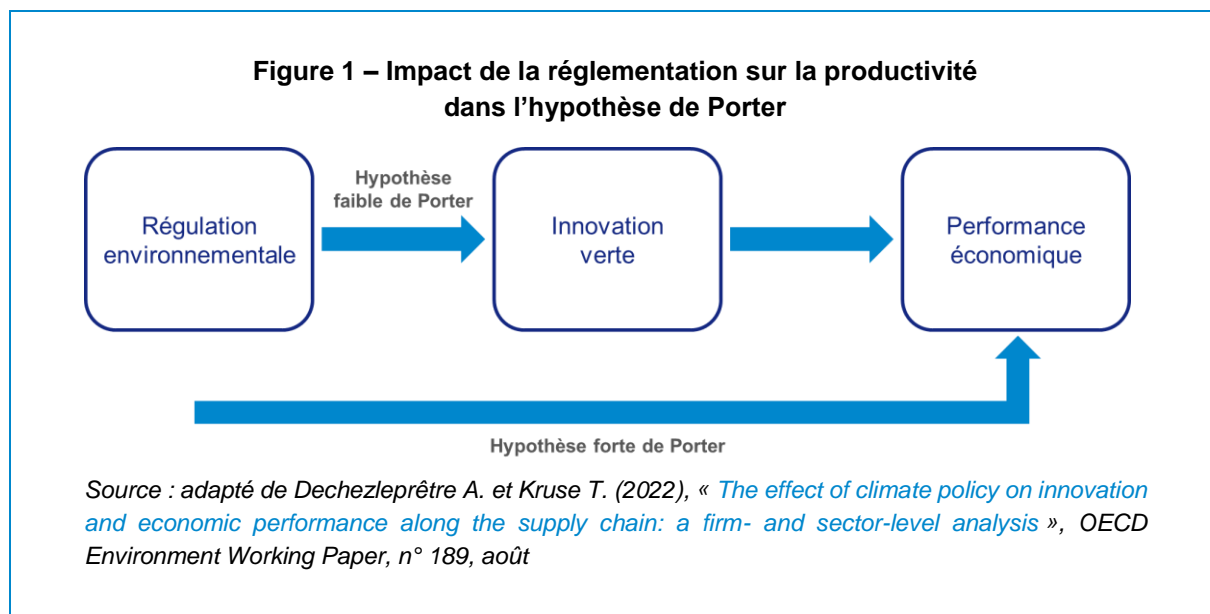 Figure 1 – Impact de la réglementation sur la productivité
dans l’hypothèse de Porter
Régulation
environnementale
Hypothèse
faible de Porter
Innovation
verte
Performance
économique
Hypothèse forte de Porter
Source : adapté de Dechezleprêtre A. et Kruse T. (2022), « The effect of climate policy on innovation
and economic performance along the supply chain: a firm- and sector-level analysis », OECD
Environment Working Paper, n° 189, août